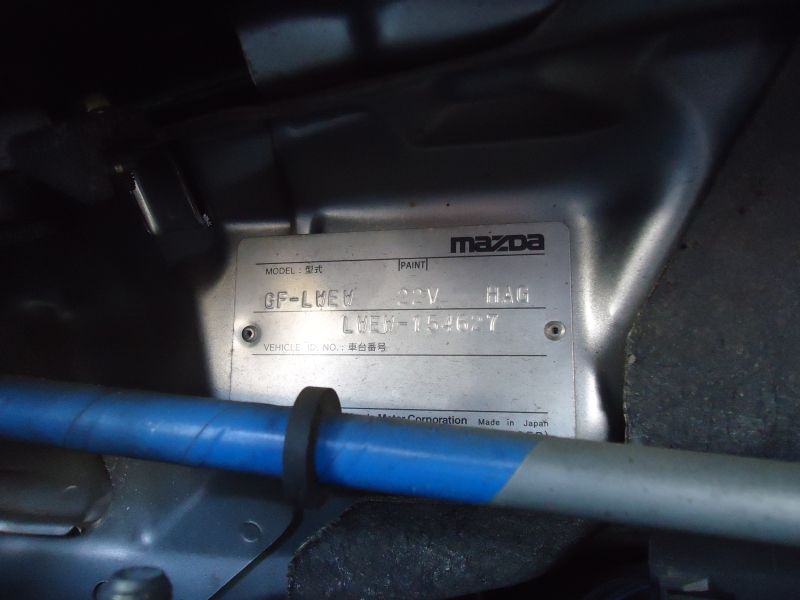 mazda
MODEL : 型式 PAINT
GF-LWEW 22V HAG
LWEW-154627
VEHICLE ID. NO. : 車台番号
Motor Corporation Made in Japan